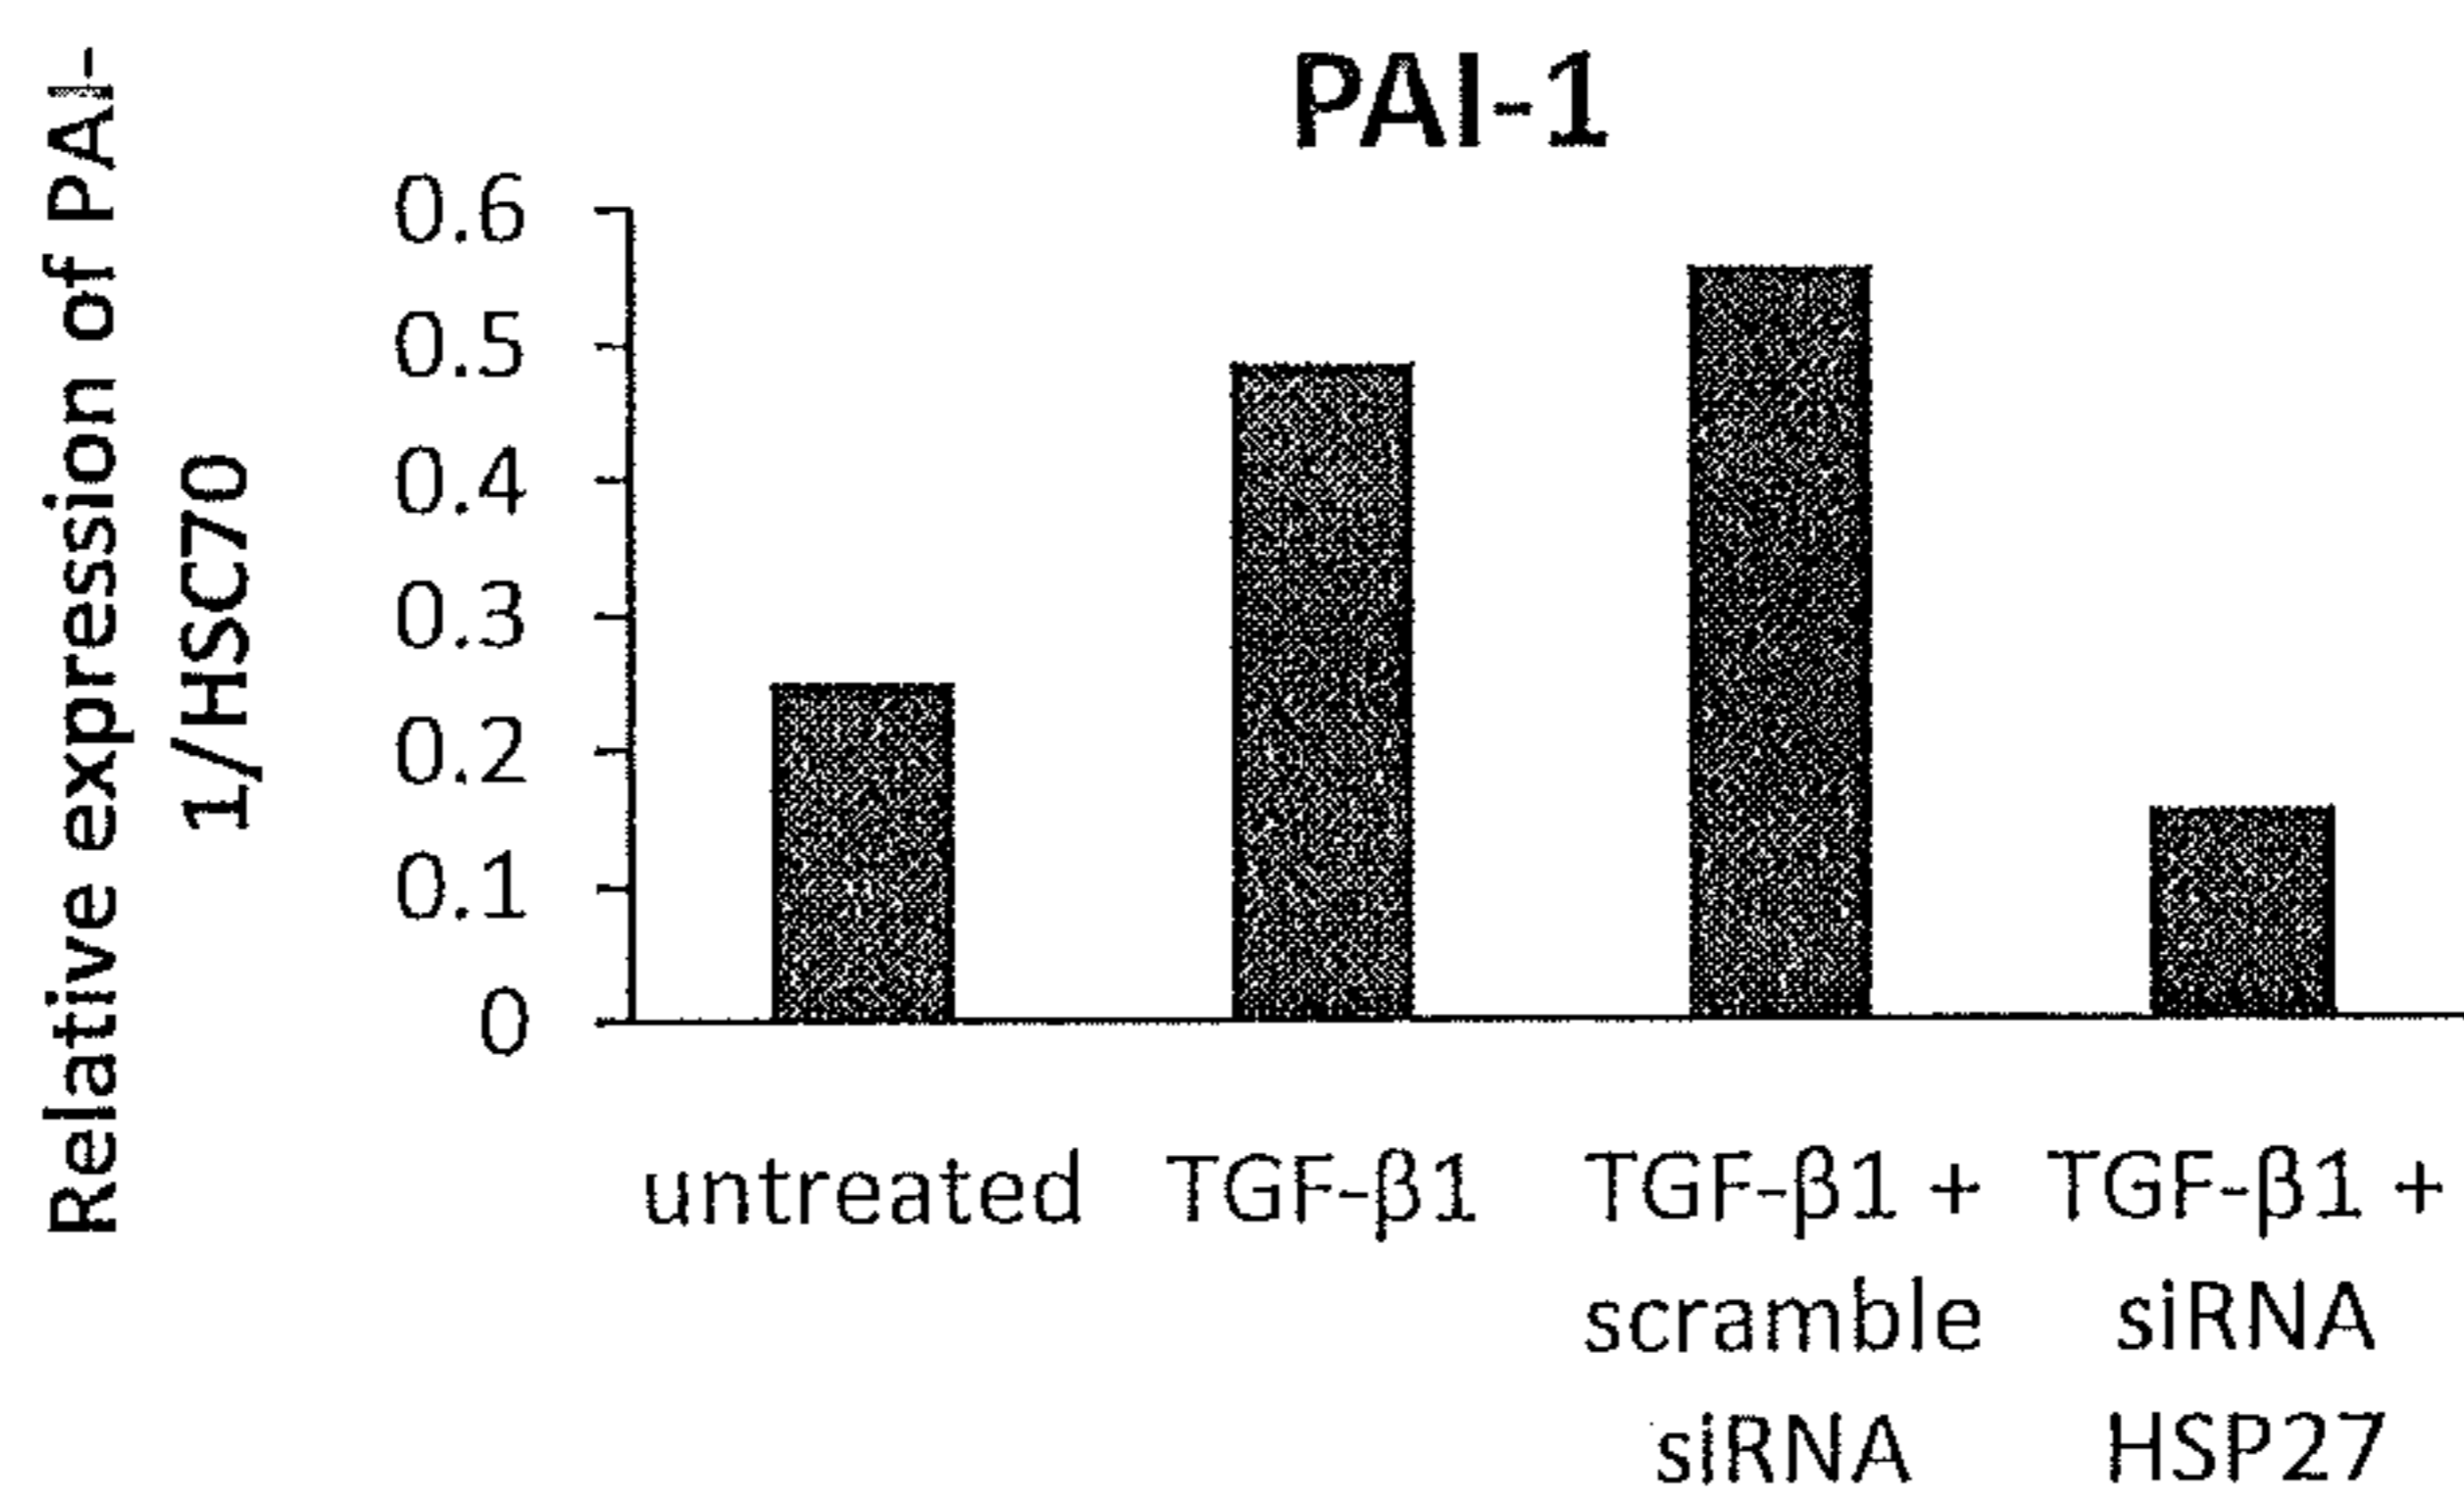 PAI-1
Relative expression of PAI-
1/HSC70
0.6
0.5
0.4
0.3
0.2
0.1
0
untreated
TGF-β1
TGF-β1 +
scramble
siRNA
TGF-β1 +
siRNA
HSP27